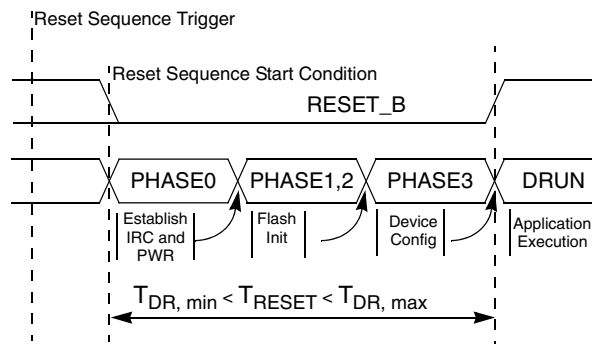 Reset Sequence Trigger
Reset Sequence Start Condition
RESET_B
PHASE0 PHASE1,2 PHASE3 DRUN
Establish
IRC and
PWR
Flash
Init
Device
Config
Application
Execution
TDR, min < TRESET < TDR, max